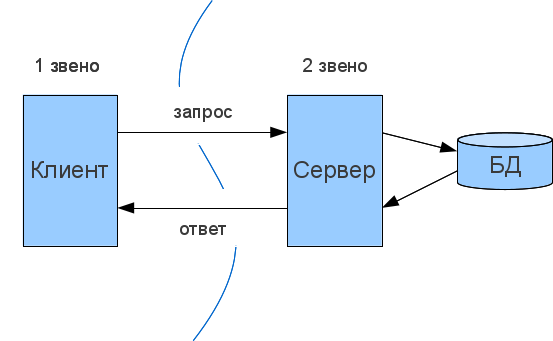 1 звено
2 звено
запрос
Клиент
Сервер
БД
ответ